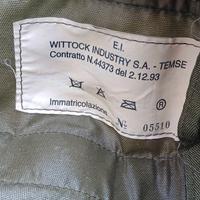 E.I.
WITTOCK INDUSTRY S.A. - TEMSE
Contratto N.44373 del 2.12.93
Immatricolazione
N° 05510
®